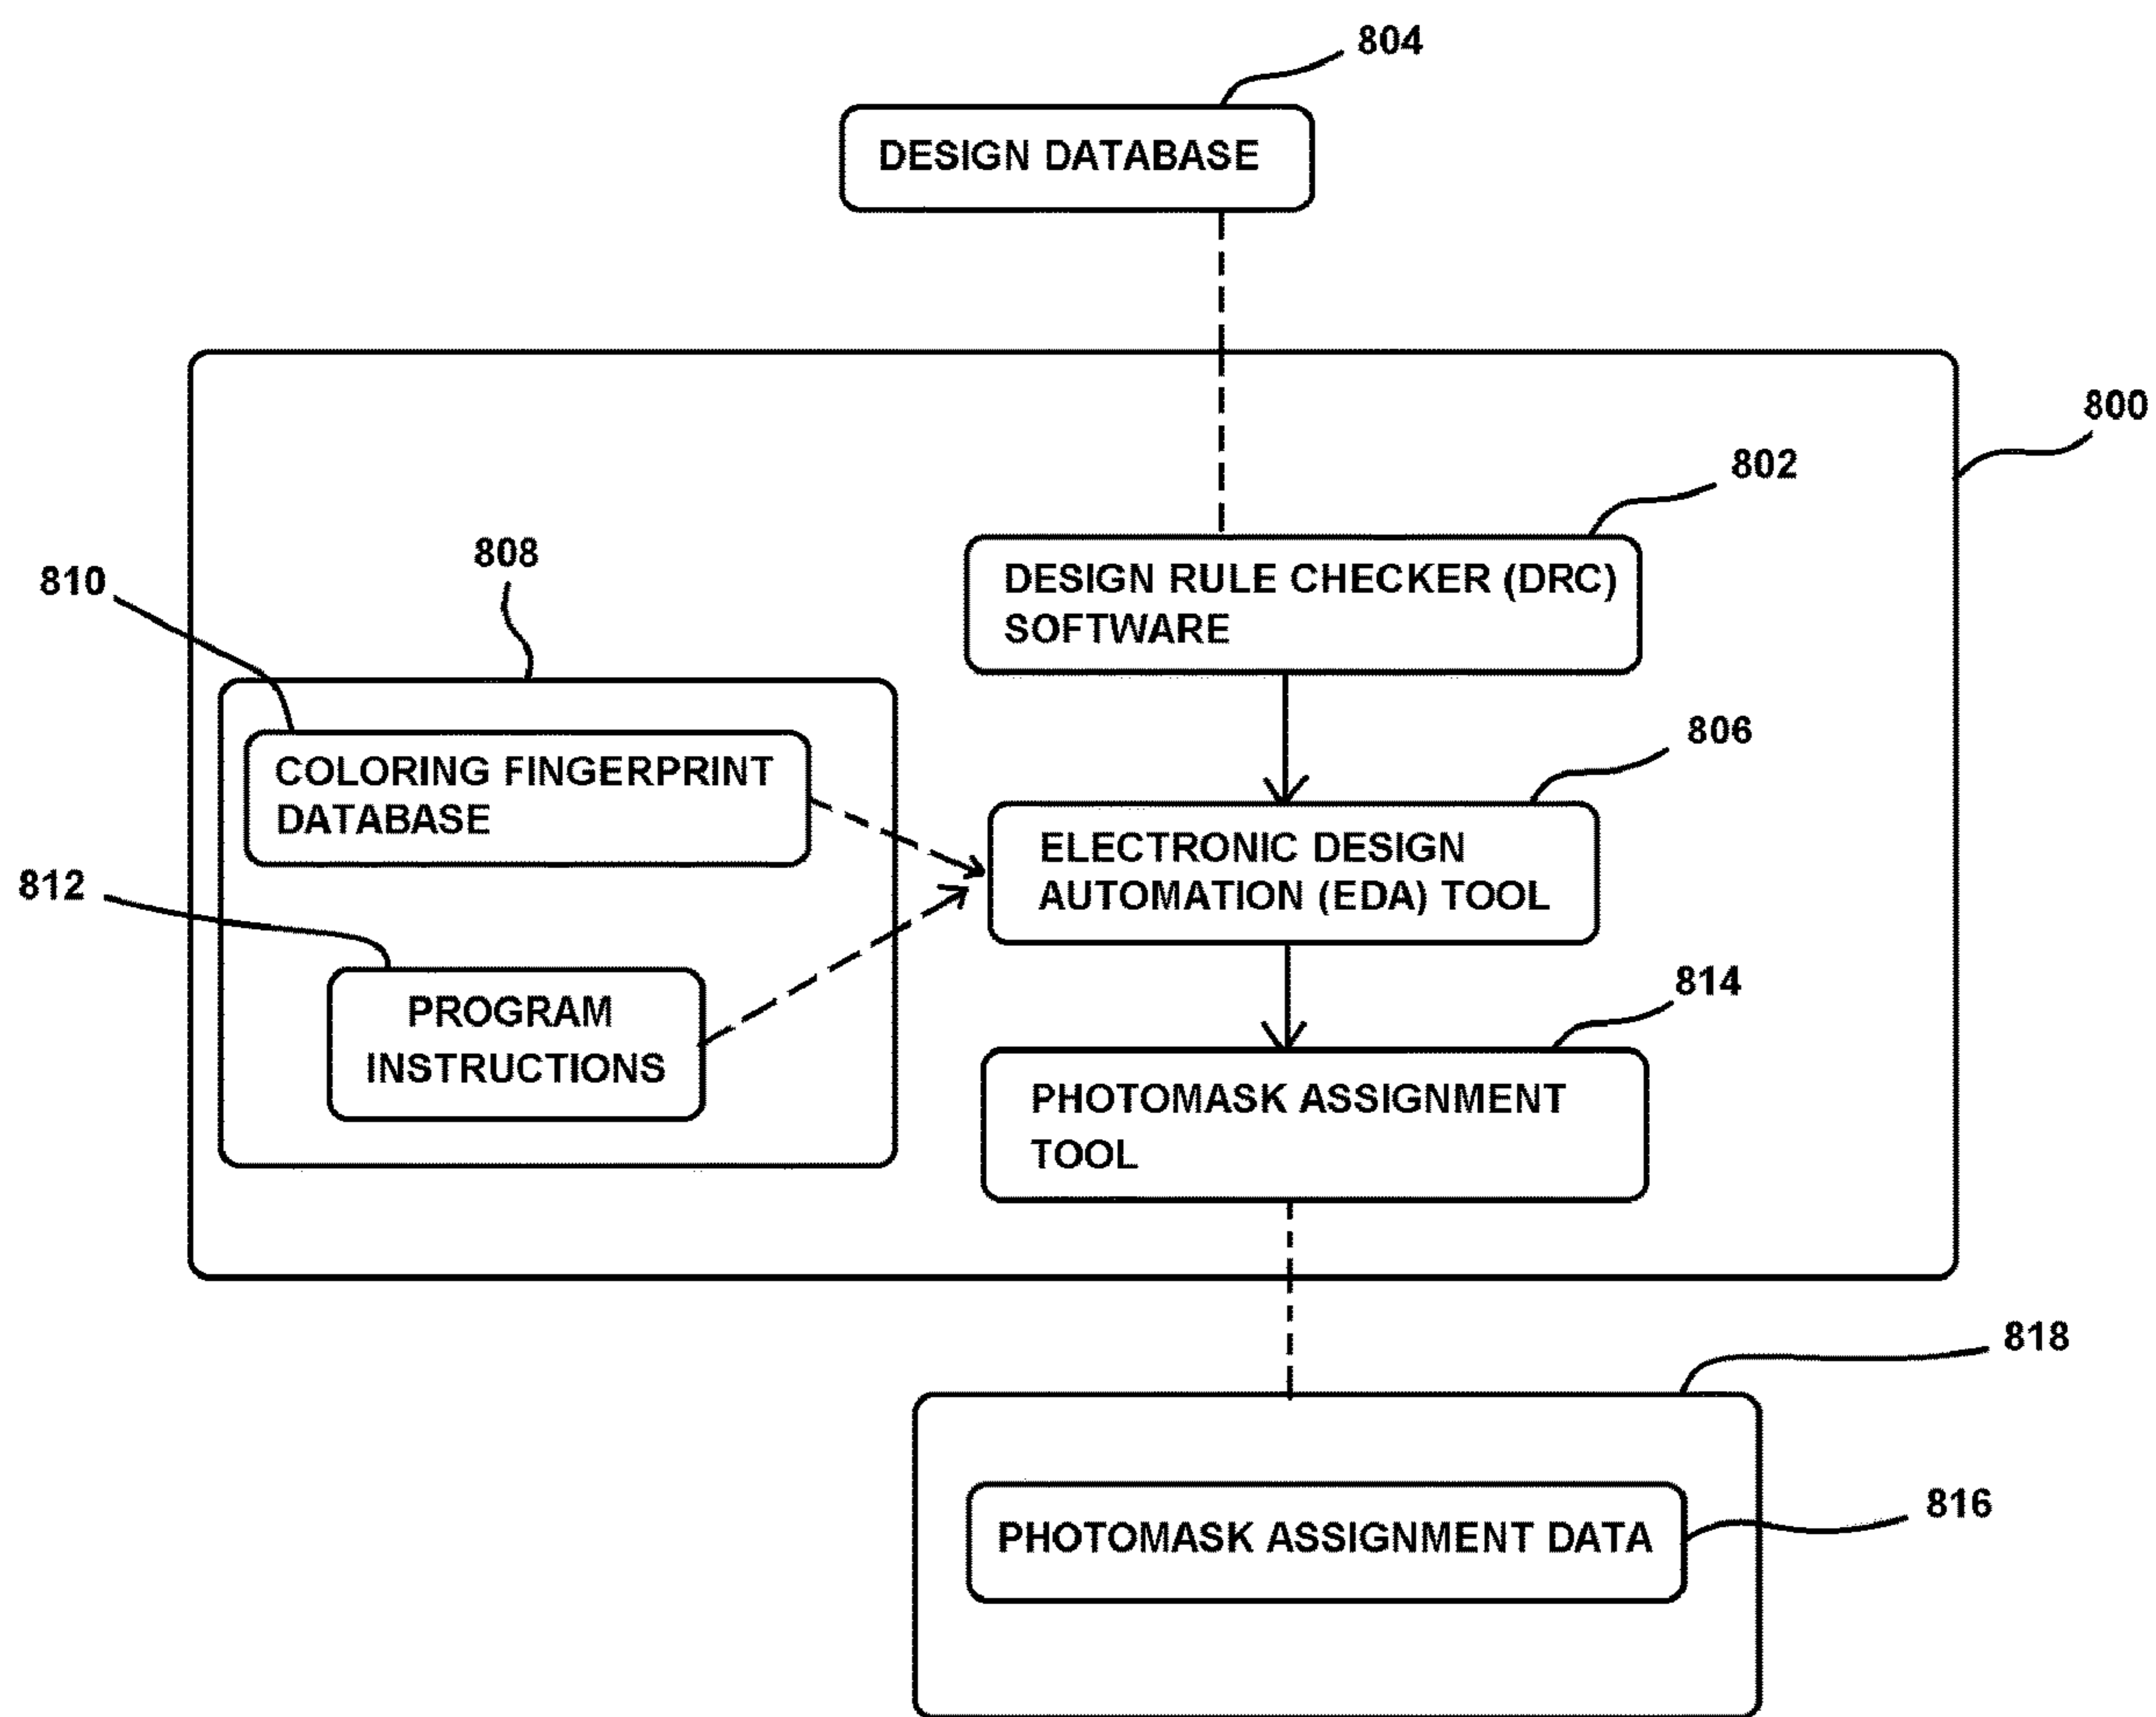 804
DESIGN DATABASE
800
802
808
810
DESIGN RULE CHECKER (DRC)
SOFTWARE
806
COLORING FINGERPRINT
DATABASE
812
ELECTRONIC DESIGN
AUTOMATION (EDA) TOOL
814
PROGRAM
INSTRUCTIONS
PHOTOMASK ASSIGNMENT
TOOL
818
816
PHOTOMASK ASSIGNMENT DATA